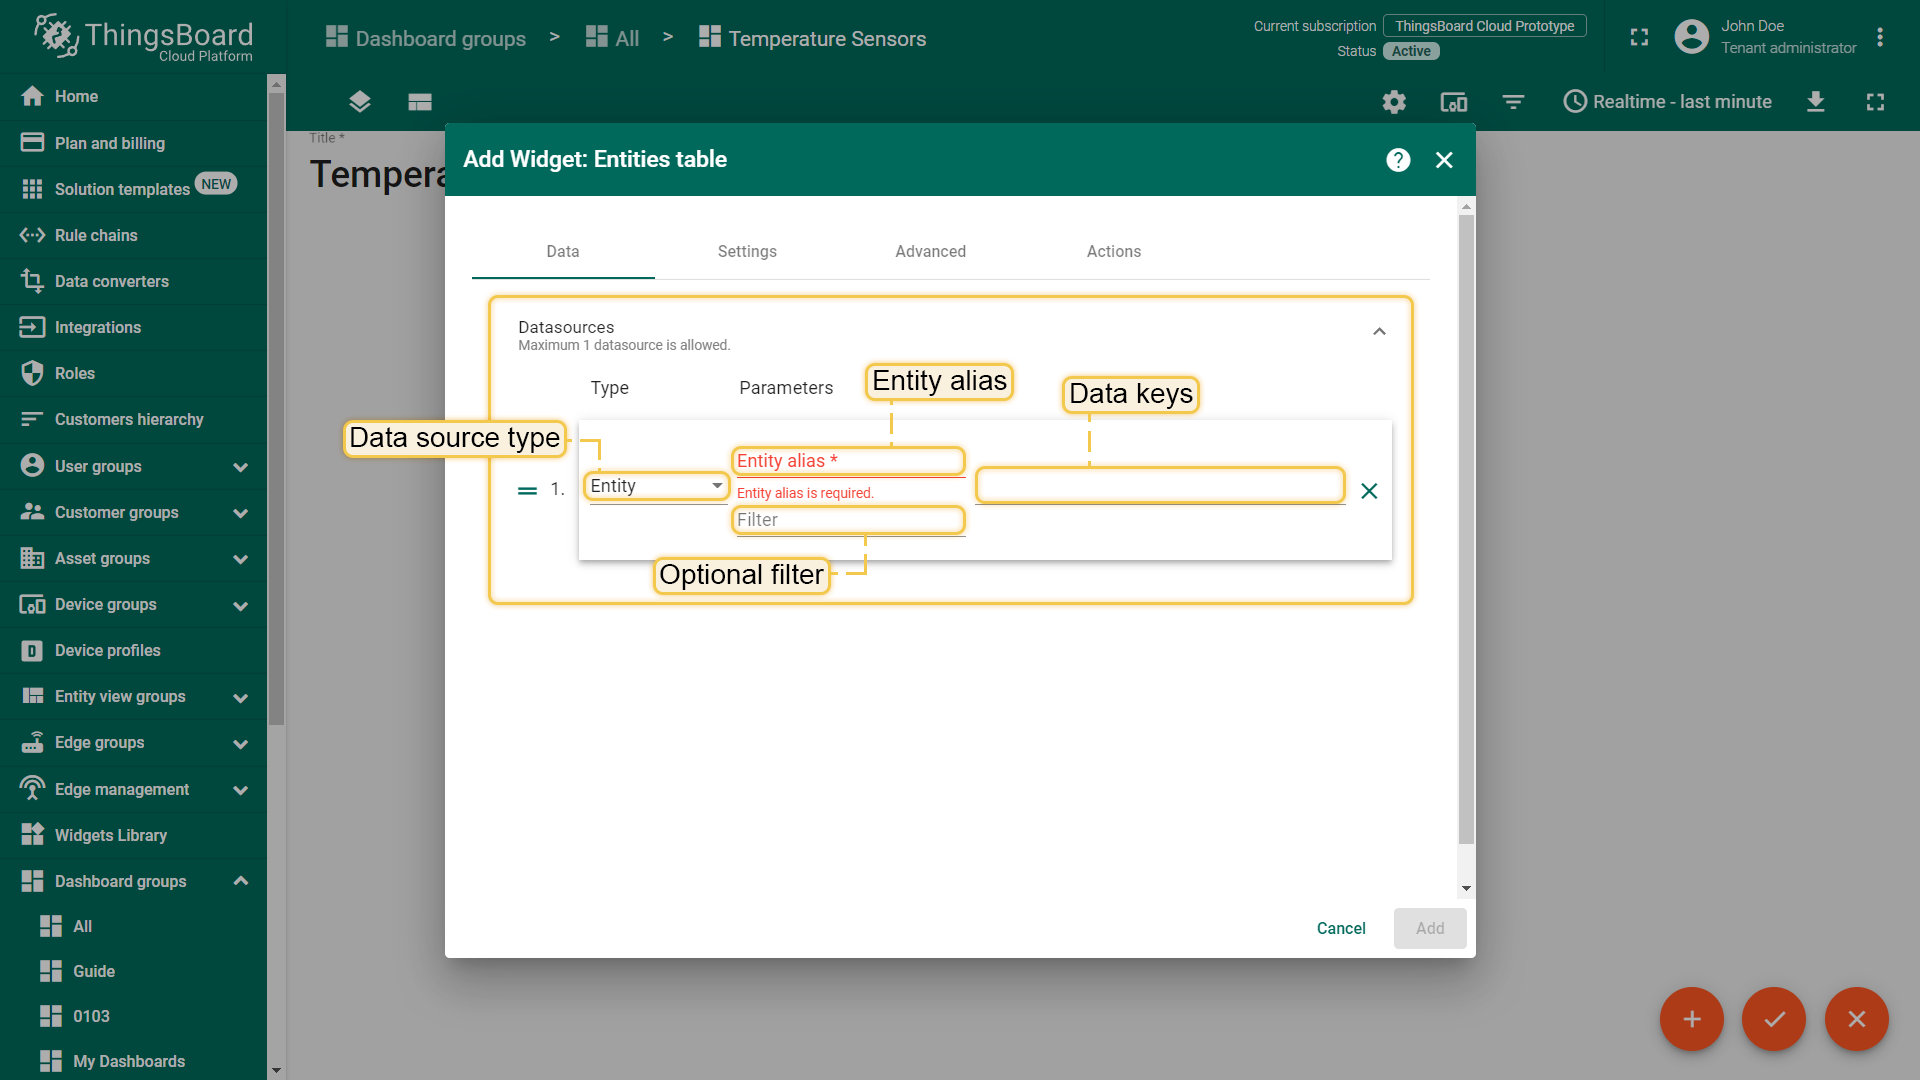 ThingsBoard
Cloud Platform
Dashboard groups > All > Temperature Sensors
Current subscription ThingsBoard Cloud Prototype
Status Active
John Doe
Tenant administrator
Realtime - last minute
Home
Plan and billing
Solution templates NEW
Rule chains
Data converters
Integrations
Roles
Customers hierarchy
User groups
Customer groups
Asset groups
Device groups
Device profiles
Entity view groups
Edge groups
Edge management
Widgets Library
Dashboard groups
All
Guide
0103
My Dashboards
Title *
Tempera
Add Widget: Entities table
Data Settings Advanced Actions
Datasources
Maximum 1 datasource is allowed.
Type Parameters
Entity alias
Data keys
Data source type
1. Entity
Entity alias *
Entity alias is required.
Filter
Optional filter
Cancel Add